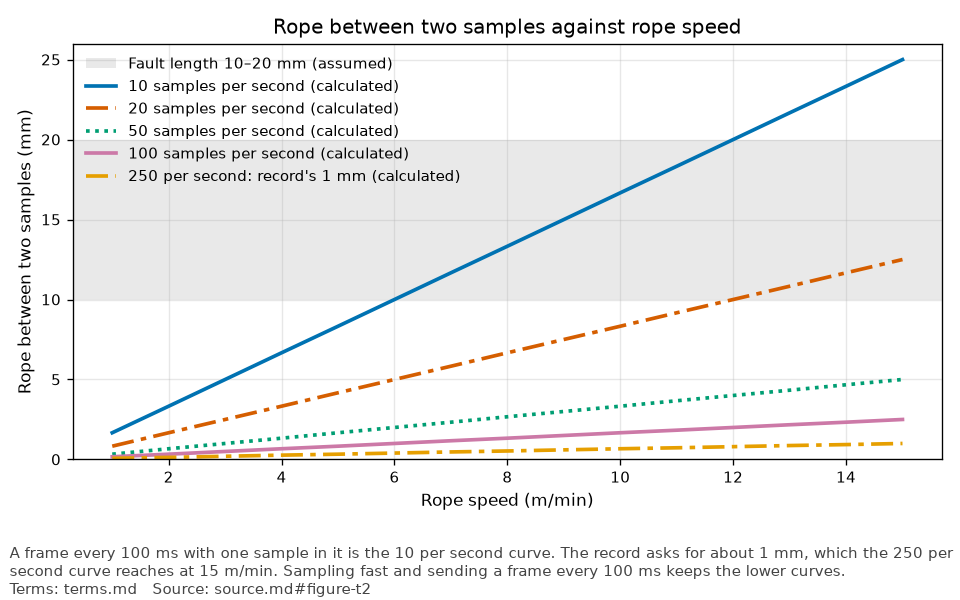 Rope between two samples against rope speed
Rope between two samples (mm)
25
20
15
10
5
0
Fault length 10–20 mm (assumed)
10 samples per second (calculated)
20 samples per second (calculated)
50 samples per second (calculated)
100 samples per second (calculated)
250 per second: record's 1 mm (calculated)
2 4 6 8 10 12 14
Rope speed (m/min)
A frame every 100 ms with one sample in it is the 10 per second curve. The record asks for about 1 mm, which the 250 per
second curve reaches at 15 m/min. Sampling fast and sending a frame every 100 ms keeps the lower curves.
Terms: terms.md   Source: source.md#figure-t2